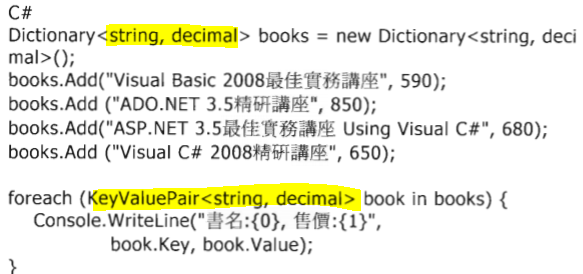 C#
Dictionary<string, decimal> books = new Dictionary<string, deci
mal>();
books.Add("Visual Basic 2008最佳實務講座", 590);
books.Add ("ADO.NET 3.5精研講座", 850);
books.Add("ASP.NET 3.5最佳實務講座 Using Visual C#", 680);
books.Add ("Visual C# 2008精研講座", 650);
foreach (KeyValuePair<string, decimal> book in books) {
Console.WriteLine("書名:{0}, 售價:{1}",
book.Key, book.Value);
}